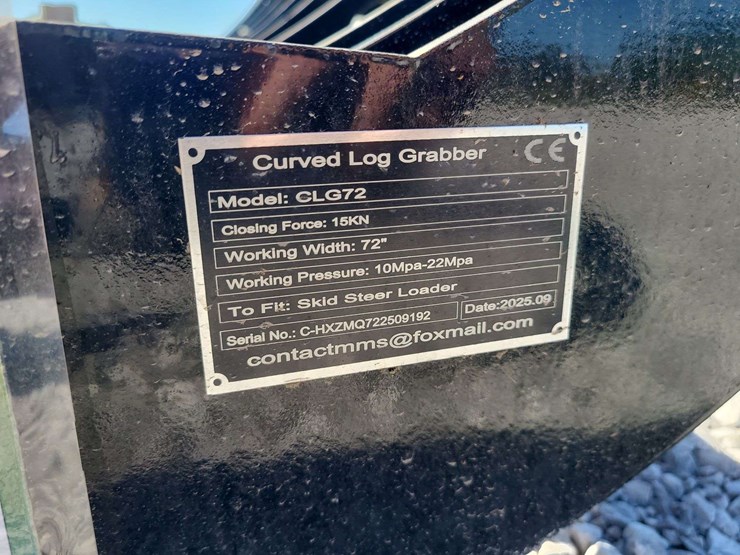 Curved Log Grabber CE
Model: CLG72
Closing Force: 15KN
Working Width: 72"
Working Pressure: 10Mpa-22Mpa
To Fit: Skid Steer Loader
Serial No.: C-HXZMQ722509192 Date:2025.09
contactmms@foxmail.com